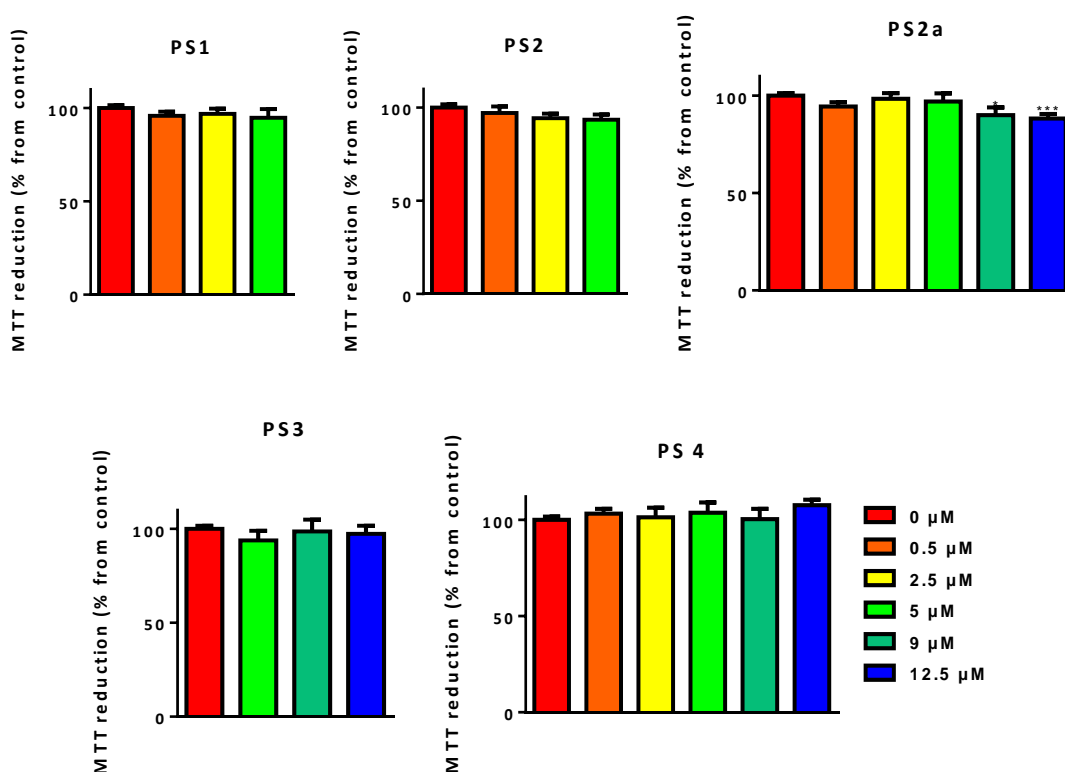 PS1
MTT reduction (% from control)
100
50
0
PS2
MTT reduction (% from control)
100
50
0
PS2a
MTT reduction (% from control)
100
50
0
*
***
PS3
MTT reduction (% from control)
100
50
0
PS 4
MTT reduction (% from control)
100
50
0
0 µM
0.5 µM
2.5 µM
5 µM
9 µM
12.5 µM